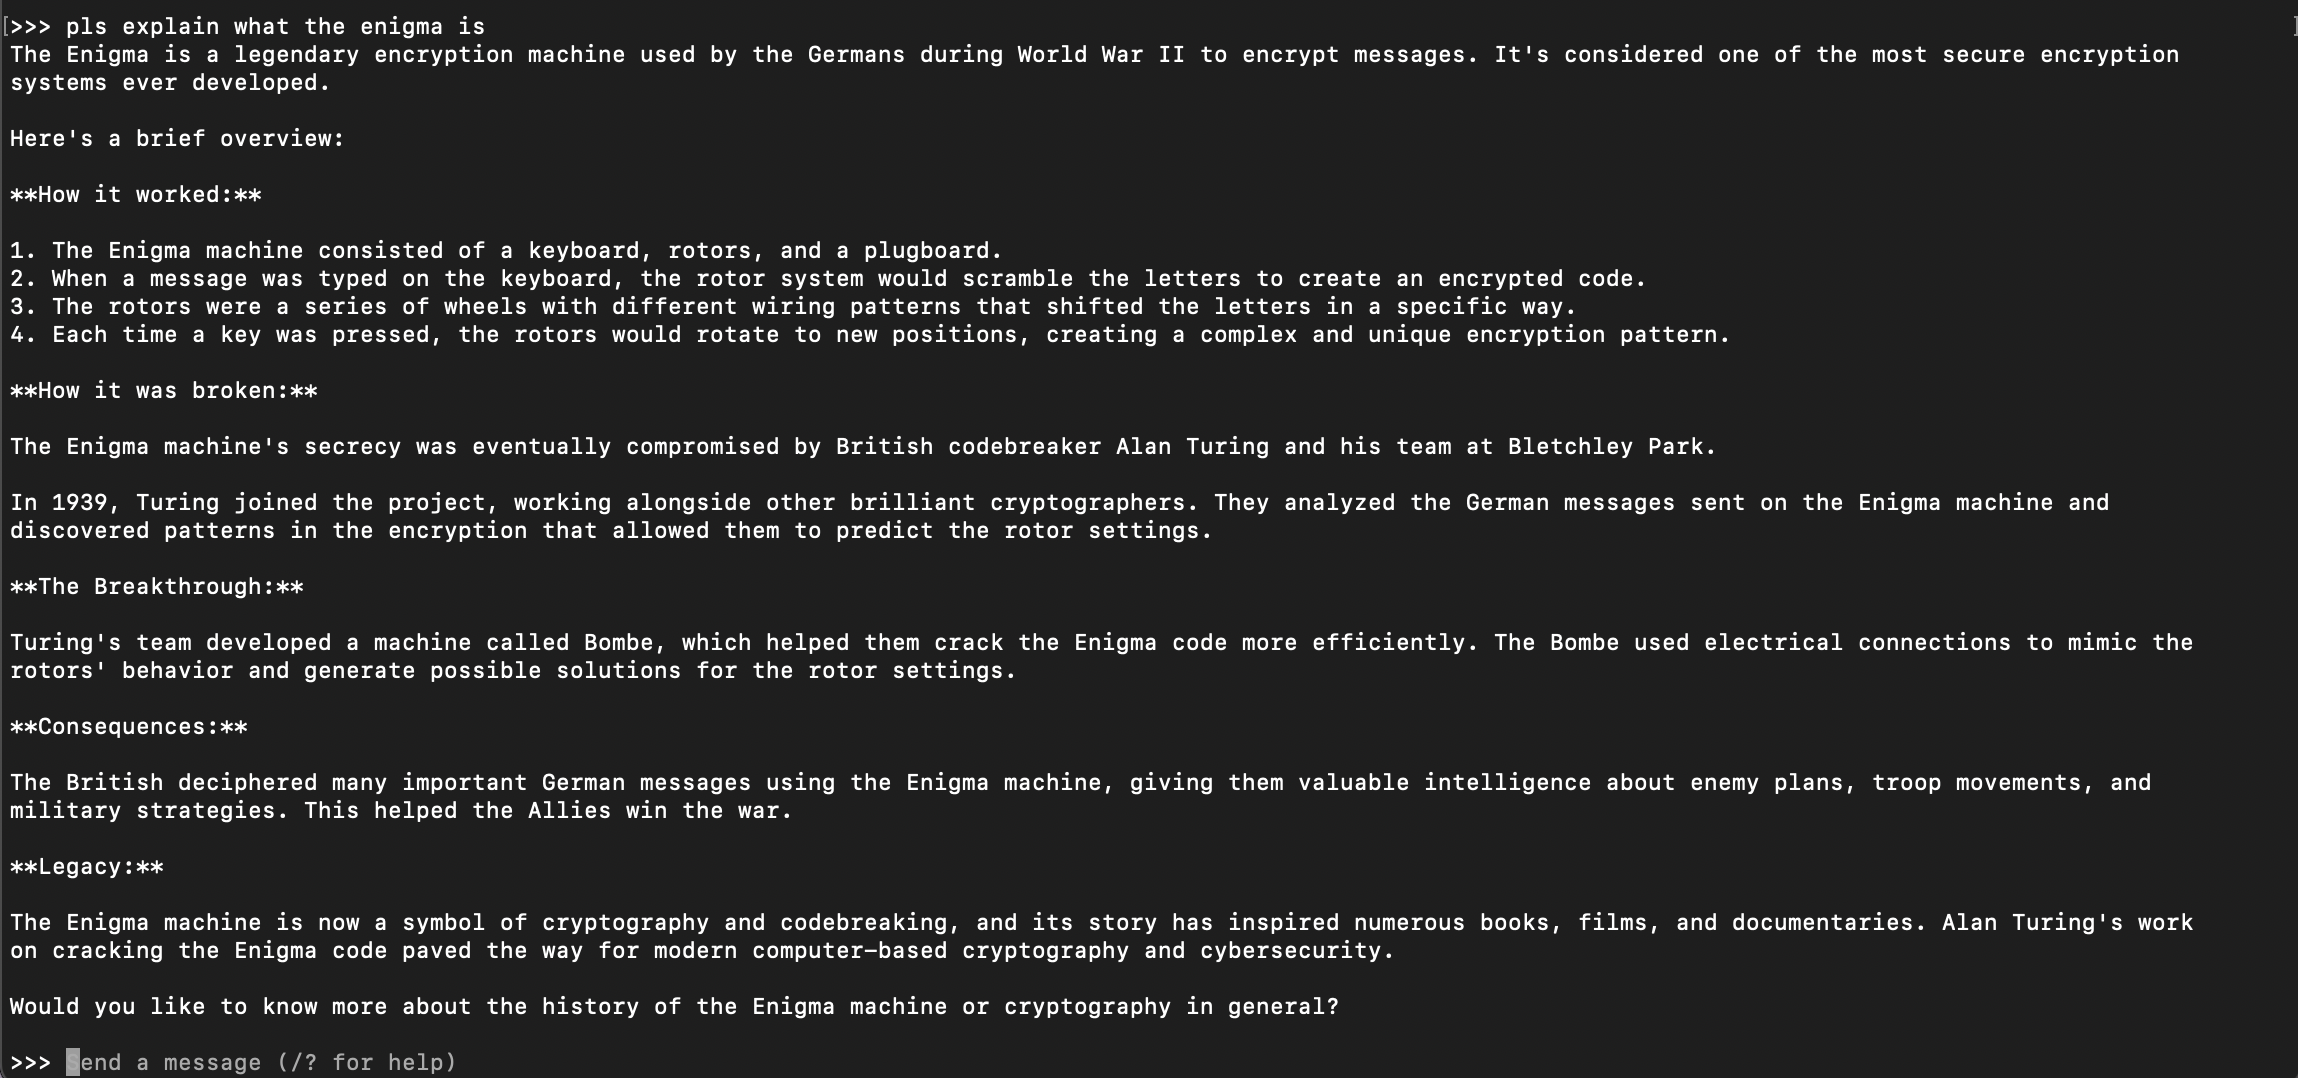 >>> pls explain what the enigma is
The Enigma is a legendary encryption machine used by the Germans during World War II to encrypt messages. It's considered one of the most secure encryption
systems ever developed.
Here's a brief overview:
**How it worked:**
1. The Enigma machine consisted of a keyboard, rotors, and a plugboard.
2. When a message was typed on the keyboard, the rotor system would scramble the letters to create an encrypted code.
3. The rotors were a series of wheels with different wiring patterns that shifted the letters in a specific way.
4. Each time a key was pressed, the rotors would rotate to new positions, creating a complex and unique encryption pattern.
**How it was broken:**
The Enigma machine's secrecy was eventually compromised by British codebreaker Alan Turing and his team at Bletchley Park.
In 1939, Turing joined the project, working alongside other brilliant cryptographers. They analyzed the German messages sent on the Enigma machine and
discovered patterns in the encryption that allowed them to predict the rotor settings.
**The Breakthrough:**
Turing's team developed a machine called Bombe, which helped them crack the Enigma code more efficiently. The Bombe used electrical connections to mimic the
rotors' behavior and generate possible solutions for the rotor settings.
**Consequences:**
The British deciphered many important German messages using the Enigma machine, giving them valuable intelligence about enemy plans, troop movements, and
military strategies. This helped the Allies win the war.
**Legacy:**
The Enigma machine is now a symbol of cryptography and codebreaking, and its story has inspired numerous books, films, and documentaries. Alan Turing's work
on cracking the Enigma code paved the way for modern computer-based cryptography and cybersecurity.
Would you like to know more about the history of the Enigma machine or cryptography in general?
>>> Send a message (/? for help)